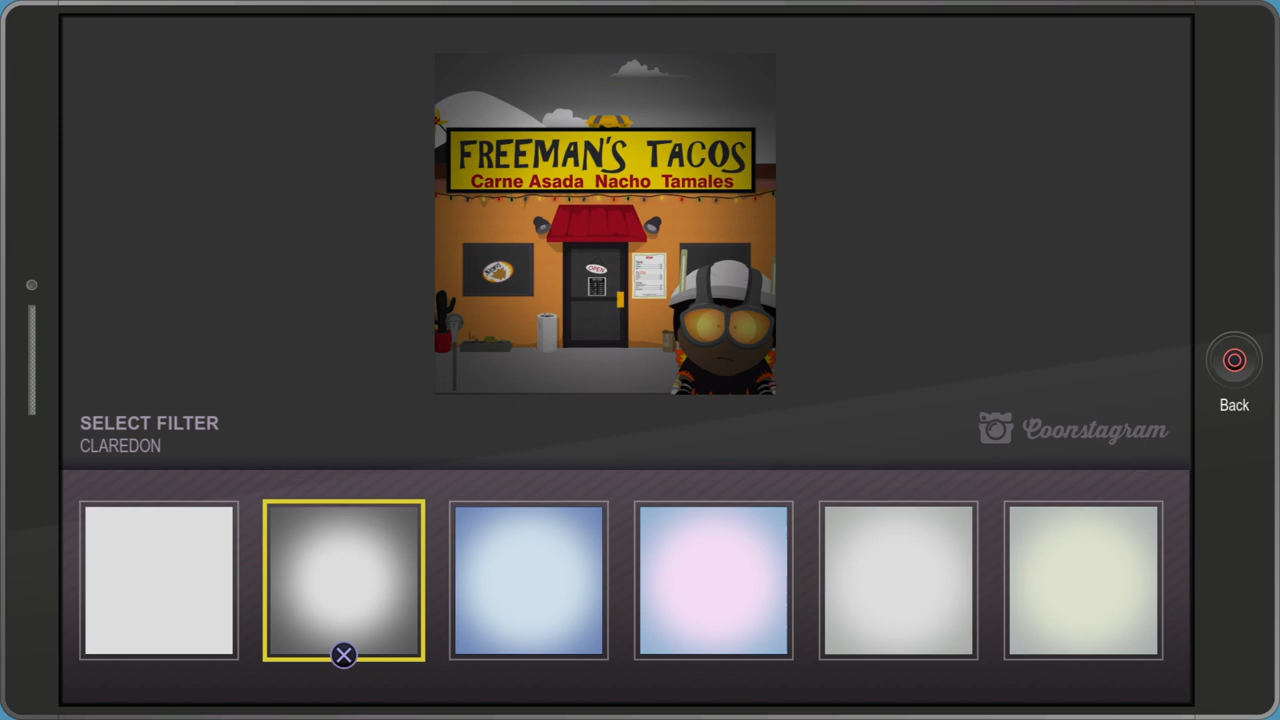 FREEMAN'S TACOS
Carne Asada Nacho Tamales
OPEN
SELECT FILTER
CLAREDON
Coonstagram
Back